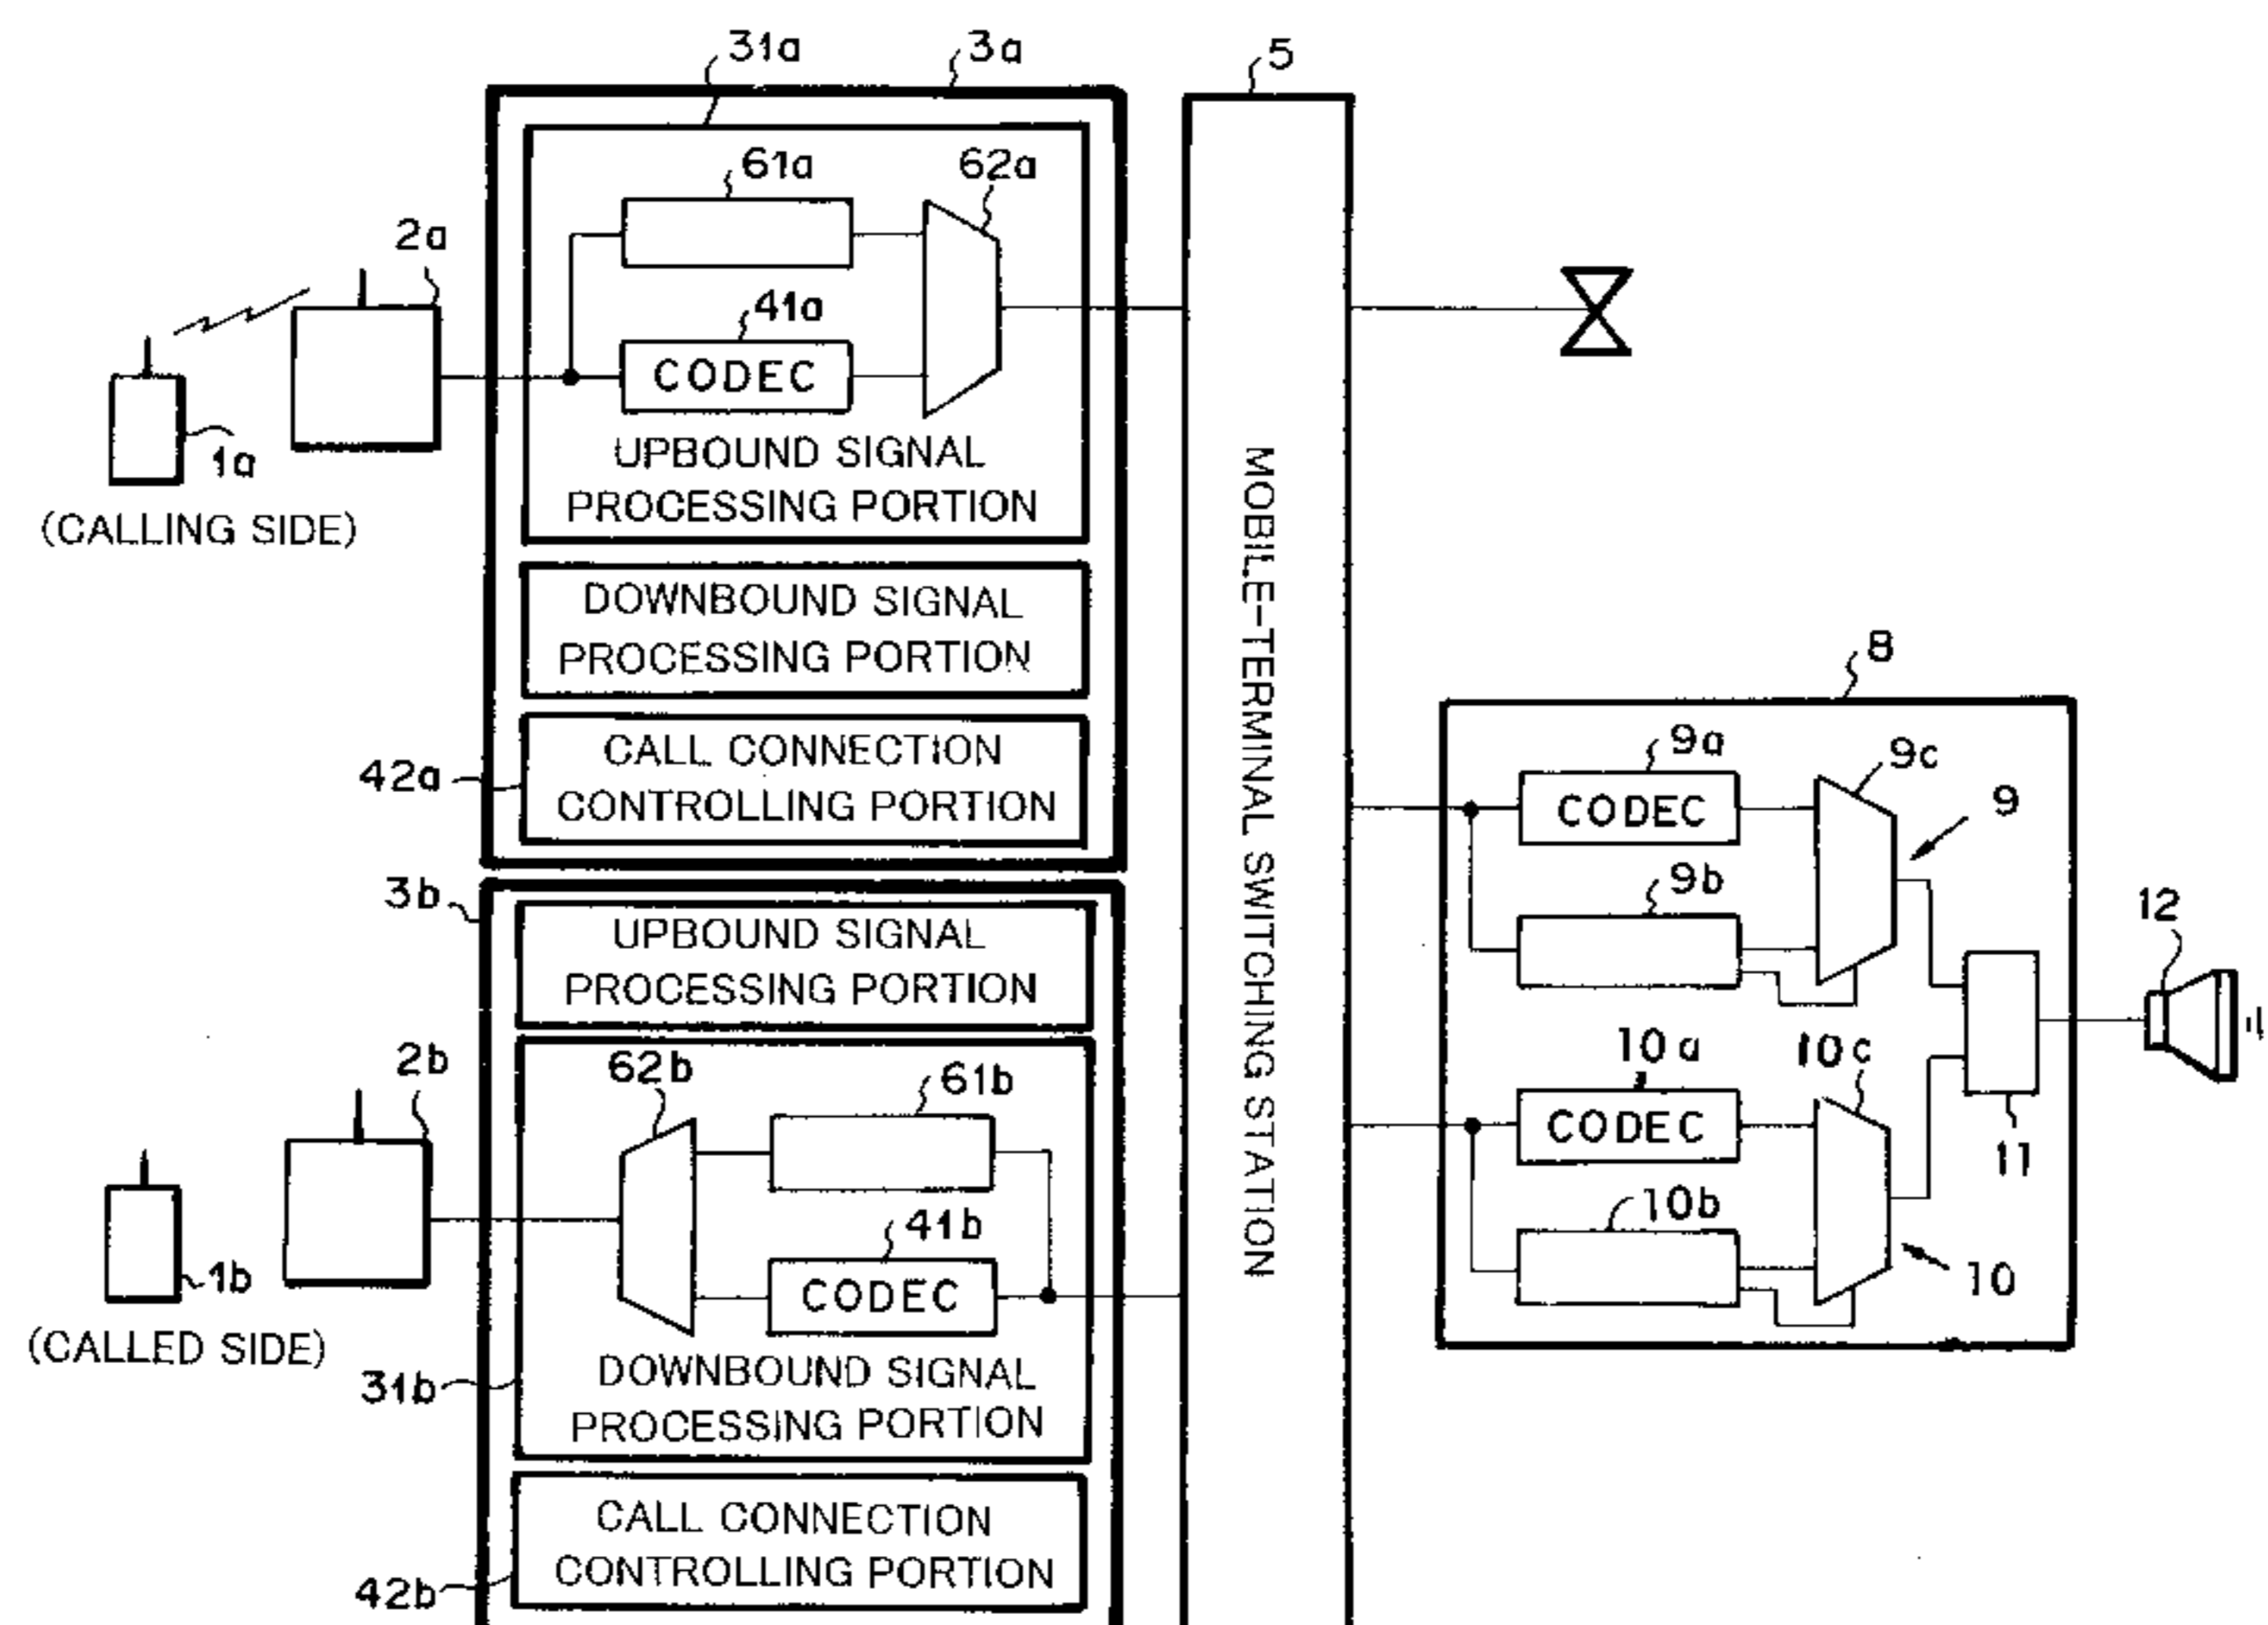 31a
3a
5
61a
62a
2a
41a
CODEC
1a
UPBOUND SIGNAL
PROCESSING PORTION
(CALLING SIDE)
DOWNBOUND SIGNAL
PROCESSING PORTION
CALL CONNECTION
CONTROLLING PORTION
42a
MOBILE-TERMINAL SWITCHING STATION
8
9a
9c
CODEC
9
9b
12
3b
UPBOUND SIGNAL
PROCESSING PORTION
2b
62b
61b
10a
10c
CODEC
11
41b
CODEC
10b
10
1b
(CALLED SIDE)
31b
DOWNBOUND SIGNAL
PROCESSING PORTION
CALL CONNECTION
CONTROLLING PORTION
42b